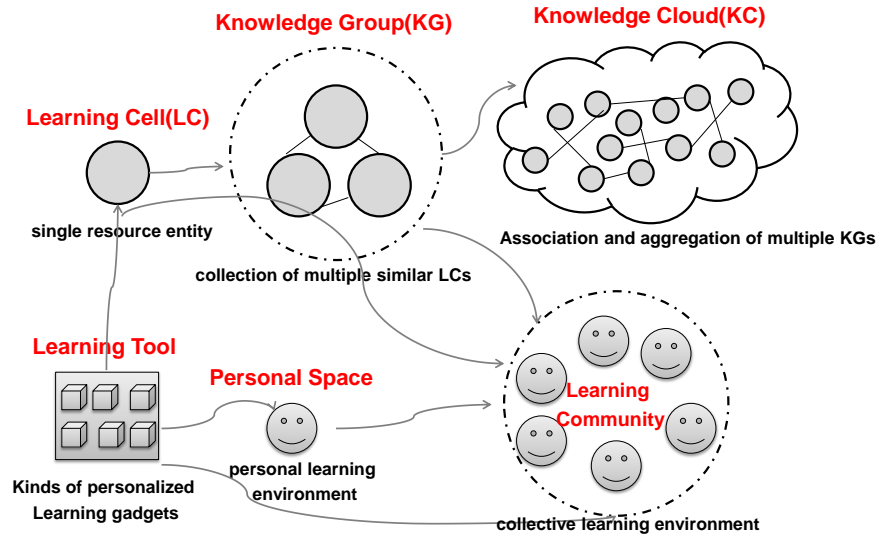 Knowledge Group(KG)
Knowledge Cloud(KC)
Learning Cell(LC)
single resource entity
collection of multiple similar LCs
Association and aggregation of multiple KGs
Learning Tool
Personal Space
Learning
Community
Kinds of personalized
Learning gadgets
personal learning
environment
collective learning environment